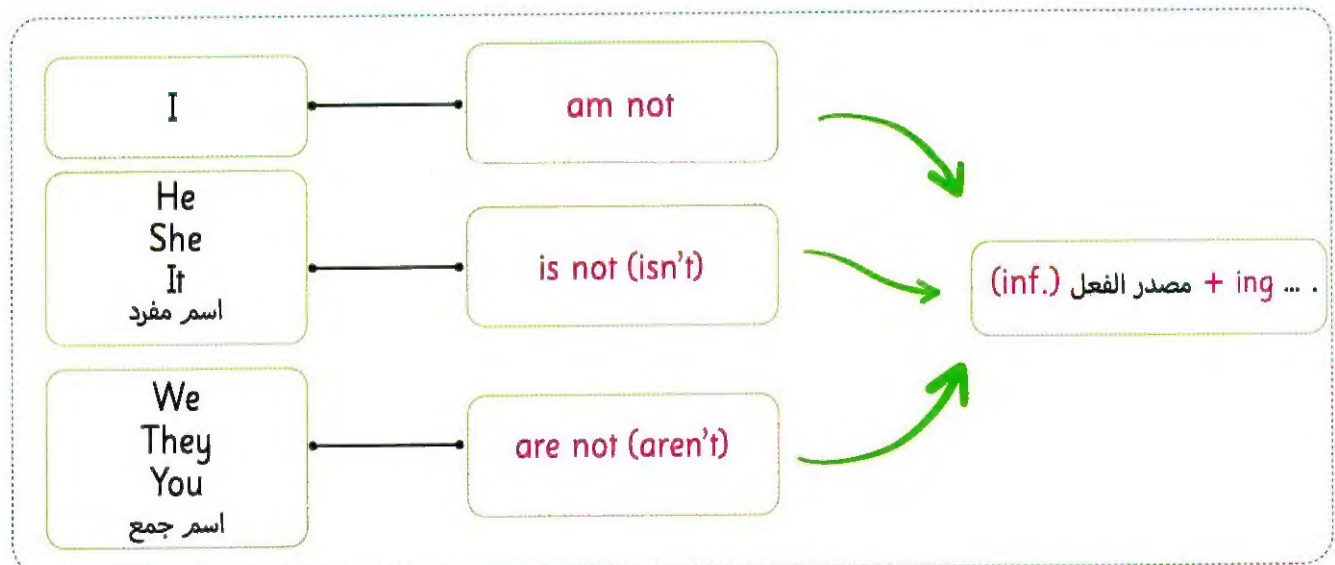 I
am not
He
She
It
اسم مفرد
is not (isn't)
We
They
You
اسم جمع
are not (aren't)
(inf.) مصدر الفعل + ing ... .